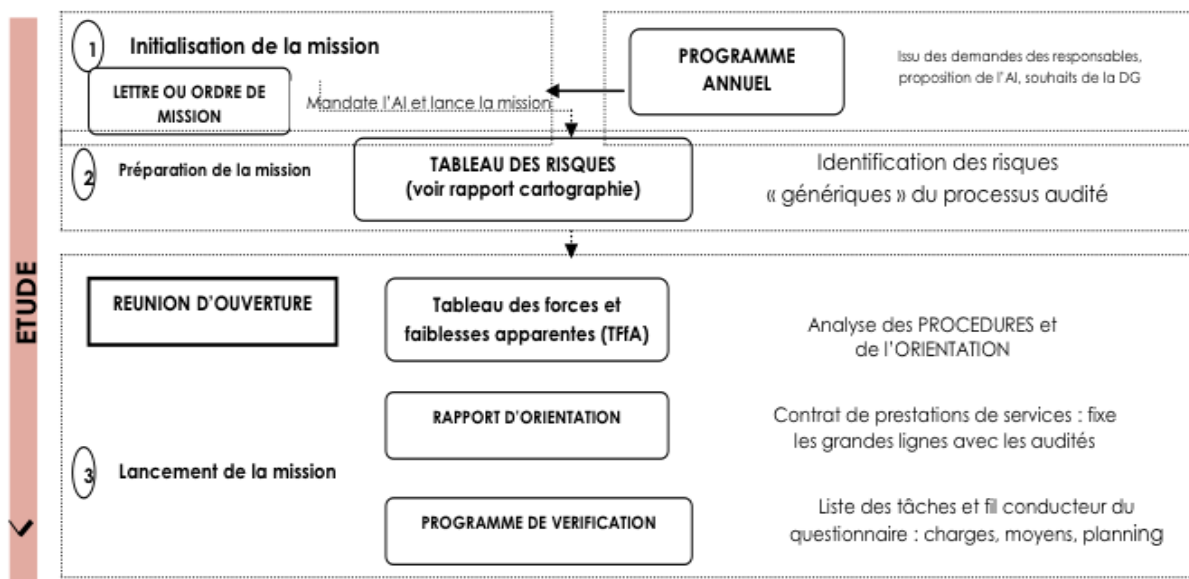 ETUDE
1 Initialisation de la mission
LETTRE OU ORDRE DE
MISSION
Mandate l'AI et lance la mission
PROGRAMME
ANNUEL
Issu des demandes des responsables,
proposition de l'AI, souhaits de la DG
2 Préparation de la mission
TABLEAU DES RISQUES
(voir rapport cartographie)
Identification des risques
« génériques » du processus audité
REUNION D'OUVERTURE
Tableau des forces et
faiblesses apparentes (TFfA)
Analyse des PROCEDURES et
de l'ORIENTATION
RAPPORT D'ORIENTATION
Contrat de prestations de services : fixe
les grandes lignes avec les audités
3 Lancement de la mission
PROGRAMME DE VERIFICATION
Liste des tâches et fil conducteur du
questionnaire : charges, moyens, planning